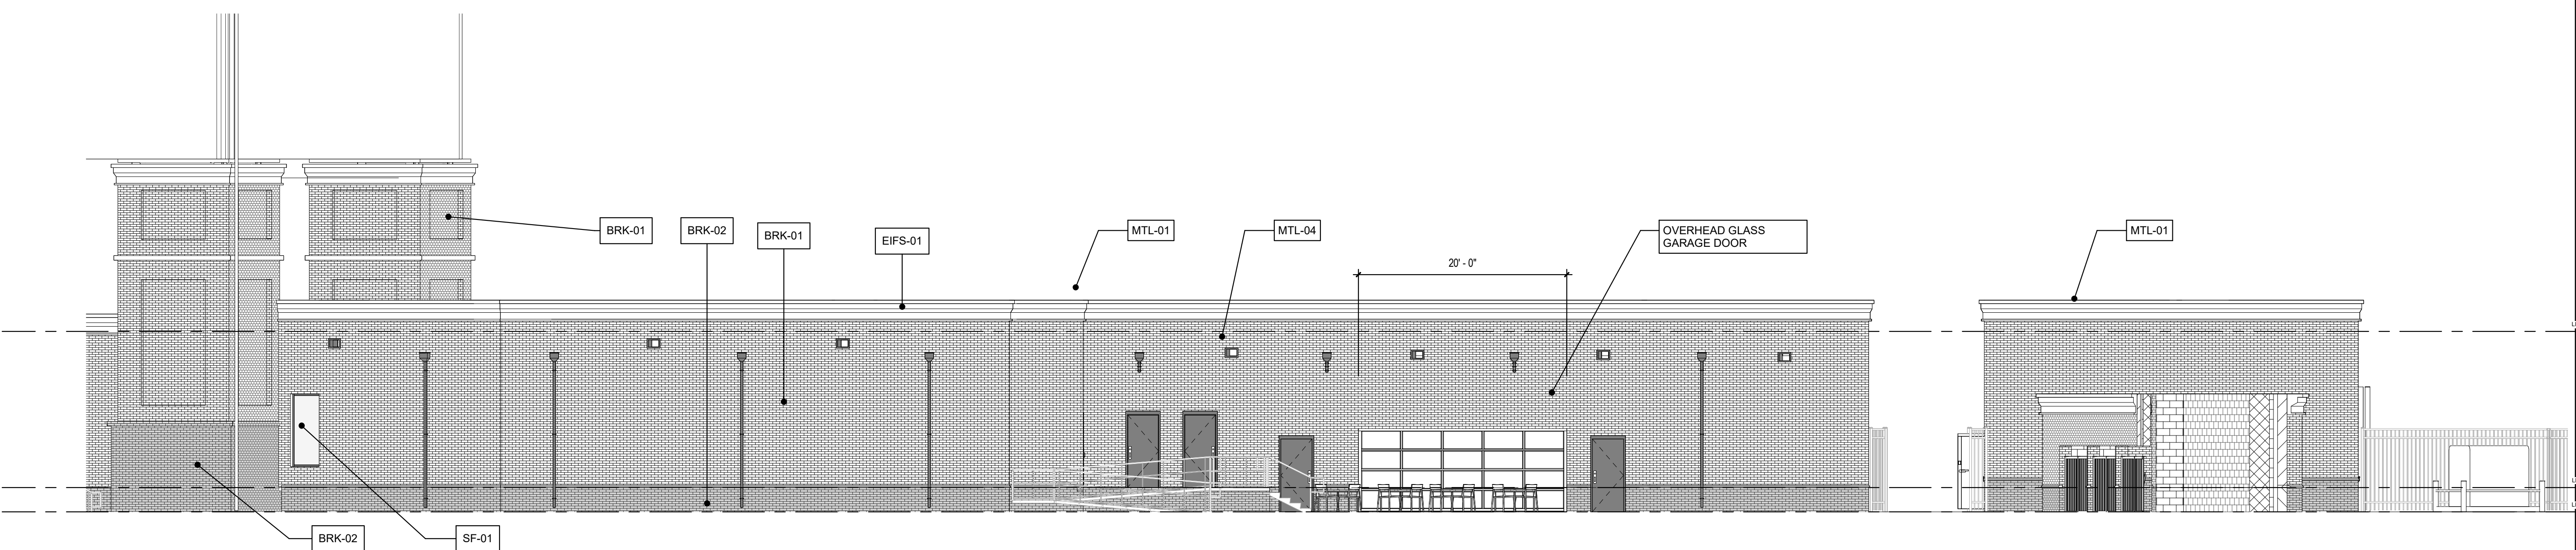 BRK-01
BRK-02
BRK-01
EIFS-01
MTL-01
MTL-04
OVERHEAD GLASS
GARAGE DOOR
MTL-01
20' - 0"
BRK-02
SF-01